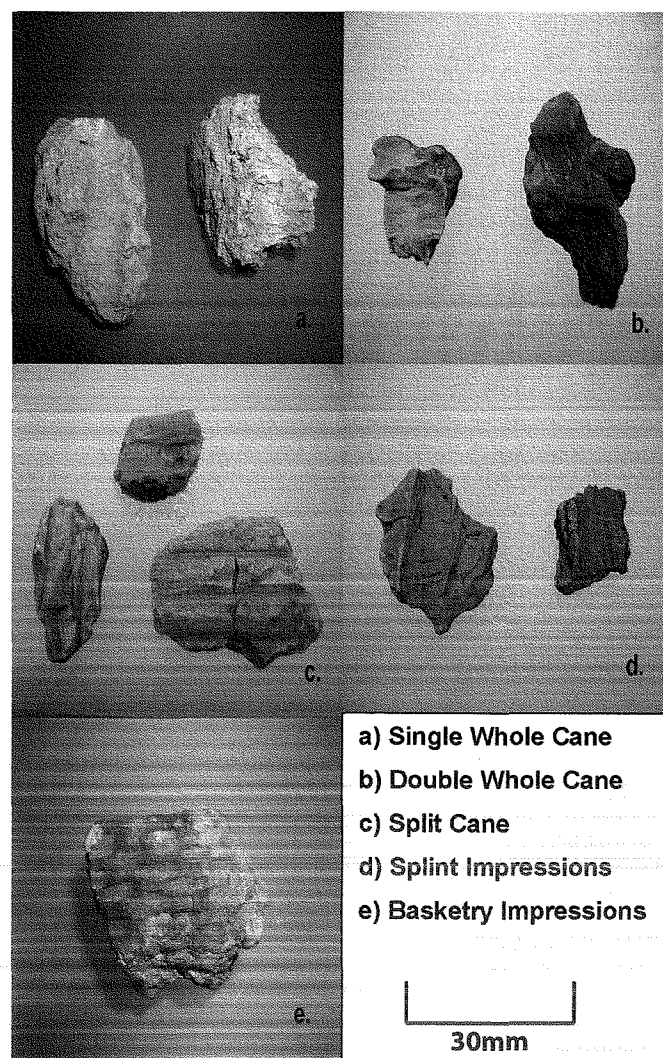 a.
b.
c.
d.
e.
a) Single Whole Cane
b) Double Whole Cane
c) Split Cane
d) Splint Impressions
e) Basketry Impressions
30mm